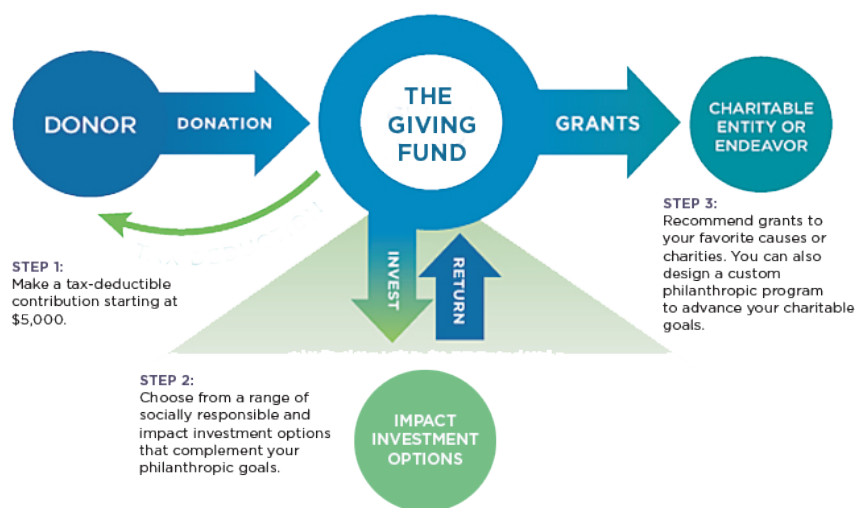 DONOR
DONATION
THE
GIVING
FUND
GRANTS
CHARITABLE
ENTITY OR
ENDEAVOR
STEP 1:
Make a tax-deductible
contribution starting at
$5,000.
INVEST
RETURN
STEP 3:
Recommend grants to
your favorite causes or
charities. You can also
design a custom
philanthropic program
to advance your charitable
goals.
STEP 2:
Choose from a range of
socially responsible and
impact investment options
that complement your
philanthropic goals.
IMPACT
INVESTMENT
OPTIONS